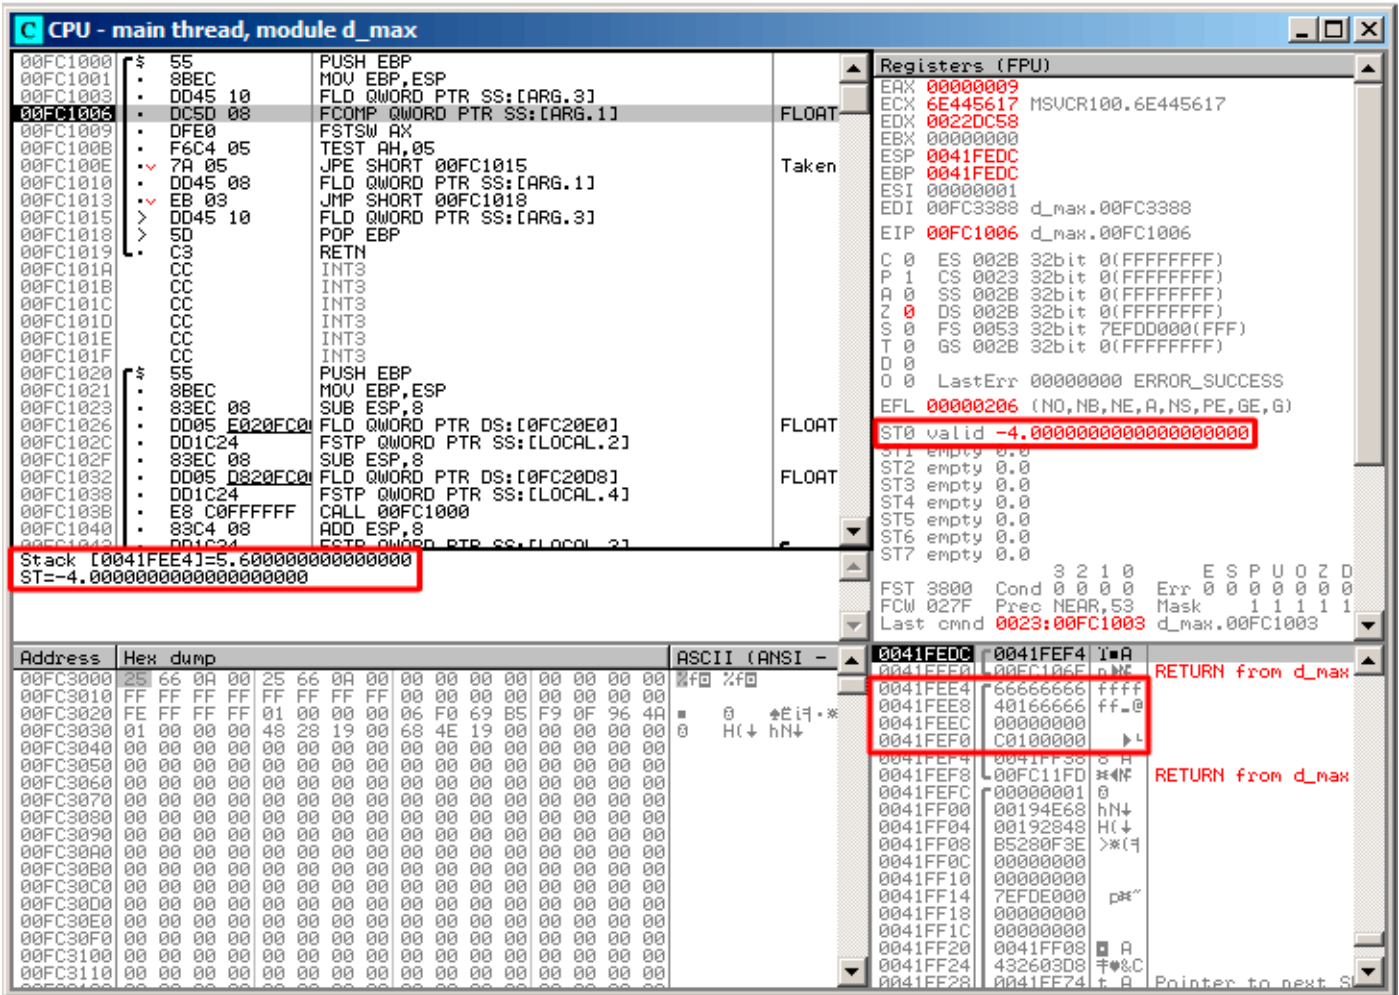 CPU - main thread, module d_max
00FC1000 $ 55 PUSH EBP
00FC1001 . 8BEC MOV EBP,ESP
00FC1003 . DD45 10 FLD QWORD PTR SS:[ARG.3]
00FC1006 . DC5D 08 FCOMP QWORD PTR SS:[ARG.1] FLOAT
00FC1009 . DFE0 FSTSW AX
00FC100B . F6C4 05 TEST AH,05
00FC100E . 7A 05 JPE SHORT 00FC1015 Taken
00FC1010 . DD45 08 FLD QWORD PTR SS:[ARG.1]
00FC1013 . EB 03 JMP SHORT 00FC1018
00FC1015 > DD45 10 FLD QWORD PTR SS:[ARG.3]
00FC1018 > 5D POP EBP
00FC1019 . C3 RETN
00FC101A CC INT3
00FC101B CC INT3
00FC101C CC INT3
00FC101D CC INT3
00FC101E CC INT3
00FC101F CC INT3
00FC1020 $ 55 PUSH EBP
00FC1021 . 8BEC MOV EBP,ESP
00FC1023 . 83EC 08 SUB ESP,8
00FC1026 . DD05 E020FC00 FLD QWORD PTR DS:[0FC20E0] FLOAT
00FC102C . DD1C24 FSTP QWORD PTR SS:[LOCAL.2]
00FC102F . 83EC 08 SUB ESP,8
00FC1032 . DD05 D820FC00 FLD QWORD PTR DS:[0FC20D8] FLOAT
00FC1038 . DD1C24 FSTP QWORD PTR SS:[LOCAL.4]
00FC103B . E8 C0FFFFFF CALL 00FC1000
00FC1040 . 83C4 08 ADD ESP,8
00FC1043 . DD1C24 FSTP QWORD PTR SS:[LOCAL.3]
Stack [0041FEE4]=5.600000000000000
ST=-4.0000000000000000000
Registers (FPU)
EAX 00000009
ECX 6E445617 MSVCR100.6E445617
EDX 0022DC58
EBX 00000000
ESP 0041FEDC
EBP 0041FEDC
ESI 00000001
EDI 00FC3388 d_max.00FC3388
EIP 00FC1006 d_max.00FC1006
C 0 ES 002B 32bit 0(FFFFFFFF)
P 1 CS 0023 32bit 0(FFFFFFFF)
A 0 SS 002B 32bit 0(FFFFFFFF)
Z 0 DS 002B 32bit 0(FFFFFFFF)
S 0 FS 0053 32bit 7EFDD000(FFF)
T 0 GS 002B 32bit 0(FFFFFFFF)
D 0
O 0 LastErr 00000000 ERROR_SUCCESS
EFL 00000206 (NO,NB,NE,A,NS,PE,GE,G)
ST0 valid -4.0000000000000000000
ST1 empty 0.0
ST2 empty 0.0
ST3 empty 0.0
ST4 empty 0.0
ST5 empty 0.0
ST6 empty 0.0
ST7 empty 0.0
3 2 1 0 E S P U O Z D
FST 3800 Cond 0 0 0 0 Err 0 0 0 0 0 0 0
FCW 027F Prec NEAR,53 Mask 1 1 1 1 1
Last cmnd 0023:00FC1003 d_max.00FC1003
Address Hex dump ASCII (ANSI -
00FC3000 25 66 0A 00 25 66 0A 00 00 00 00 00 00 00 00 00 %f %f
00FC3010 FF FF FF FF FF FF FF FF 00 00 00 00 00 00 00 00
00FC3020 FE FF FF FF 01 00 00 00 06 F0 69 B5 F9 0F 96 4A
00FC3030 01 00 00 00 48 28 19 00 68 4E 19 00 00 00 00 00 H(↓ hN↓
00FC3040 00 00 00 00 00 00 00 00 00 00 00 00 00 00 00 00
00FC3050 00 00 00 00 00 00 00 00 00 00 00 00 00 00 00 00
00FC3060 00 00 00 00 00 00 00 00 00 00 00 00 00 00 00 00
00FC3070 00 00 00 00 00 00 00 00 00 00 00 00 00 00 00 00
00FC3080 00 00 00 00 00 00 00 00 00 00 00 00 00 00 00 00
00FC3090 00 00 00 00 00 00 00 00 00 00 00 00 00 00 00 00
00FC30A0 00 00 00 00 00 00 00 00 00 00 00 00 00 00 00 00
00FC30B0 00 00 00 00 00 00 00 00 00 00 00 00 00 00 00 00
00FC30C0 00 00 00 00 00 00 00 00 00 00 00 00 00 00 00 00
00FC30D0 00 00 00 00 00 00 00 00 00 00 00 00 00 00 00 00
00FC30E0 00 00 00 00 00 00 00 00 00 00 00 00 00 00 00 00
00FC30F0 00 00 00 00 00 00 00 00 00 00 00 00 00 00 00 00
00FC3100 00 00 00 00 00 00 00 00 00 00 00 00 00 00 00 00
00FC3110 00 00 00 00 00 00 00 00 00 00 00 00 00 00 00 00
0041FEDC 0041FEF4
0041FEE0 00FC106F RETURN from d_max
0041FEE4 66666666 ffff
0041FEE8 40166666 ff
0041FEEC 00000000
0041FEF0 C0100000
0041FEF4 0041FF38 8 A
0041FEF8 00FC11FD RETURN from d_max
0041FEFC 00000001
0041FF00 00194E68 hN↓
0041FF04 00192848 H(↓
0041FF08 B5280F3E
0041FF0C 00000000
0041FF10 00000000
0041FF14 7EFDE000
0041FF18 00000000
0041FF1C 00000000
0041FF20 0041FF08 A
0041FF24 432603D8
0041FF28 0041FF74 t A Pointer to next